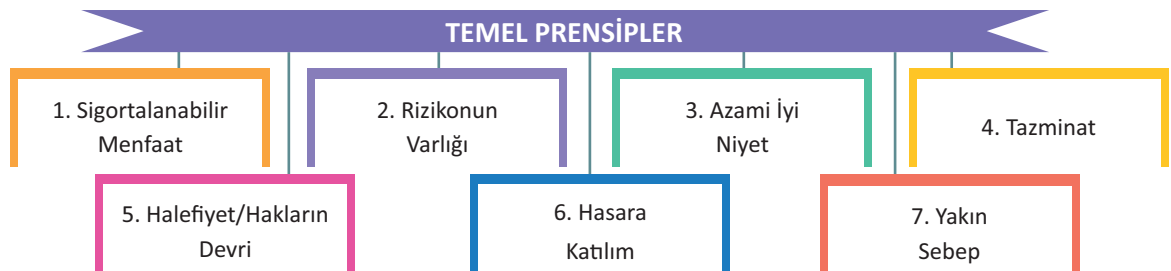 TEMEL PRENSİPLER
1. Sigortalanabilir
Menfaat
2. Rizikonun
Varlığı
3. Azami İyi
Niyet
4. Tazminat
5. Halefiyet/Hakların
Devri
6. Hasara
Katılım
7. Yakın
Sebep